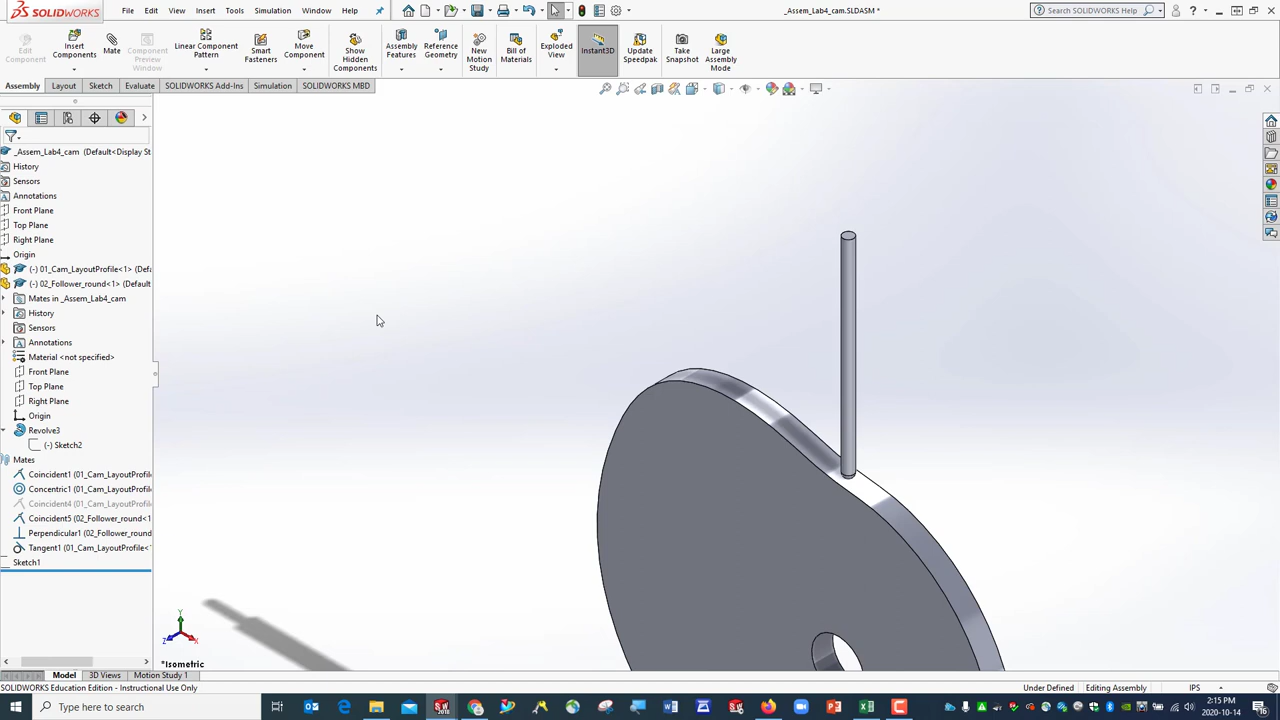 SOLIDWORKS
File
Edit
View
Insert
Tools
Simulation
Window
Help
_Assem_Lab4_cam.SLDASM *
Search SOLIDWORKS Help
Edit Component
Insert Components
Mate
Component Preview Window
Linear Component Pattern
Smart Fasteners
Move Component
Show Hidden Components
Assembly Features
Reference Geometry
New Motion Study
Bill of Materials
Exploded View
Instant3D
Update Speedpak
Take Snapshot
Large Assembly Mode
Assembly
Layout
Sketch
Evaluate
SOLIDWORKS Add-Ins
Simulation
SOLIDWORKS MBD
_Assem_Lab4_cam (Default<Display St
History
Sensors
Annotations
Front Plane
Top Plane
Right Plane
Origin
(-) 01_Cam_LayoutProfile<1> (Defa
(-) 02_Follower_round<1> (Default
Mates in _Assem_Lab4_cam
History
Sensors
Annotations
Material <not specified>
Front Plane
Top Plane
Right Plane
Origin
Revolve3
(-) Sketch2
Mates
Coincident1 (01_Cam_LayoutProfile<
Concentric1 (01_Cam_LayoutProfile<
Coincident4 (01_Cam_LayoutProfile<
Coincident5 (02_Follower_round<1
Perpendicular1 (02_Follower_round
Tangent1 (01_Cam_LayoutProfile<
Sketch1
Y
Z
X
*Isometric
Model
3D Views
Motion Study 1
SOLIDWORKS Education Edition - Instructional Use Only
Under Defined
Editing Assembly
IPS
Type here to search
2:15 PM
2020-10-14